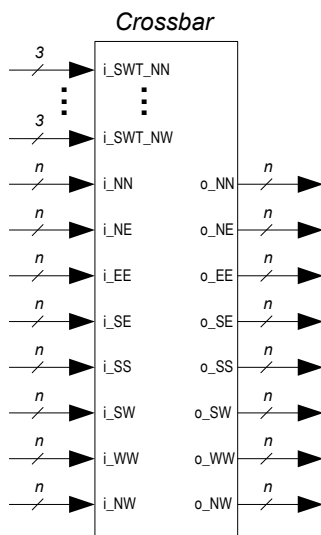 Crossbar
3
i_SWT_NN
3
i_SWT_NW
n
i_NN
o_NN
n
n
i_NE
o_NE
n
n
i_EE
o_EE
n
n
i_SE
o_SE
n
n
i_SS
o_SS
n
n
i_SW
o_SW
n
n
i_WW
o_WW
n
n
i_NW
o_NW
n